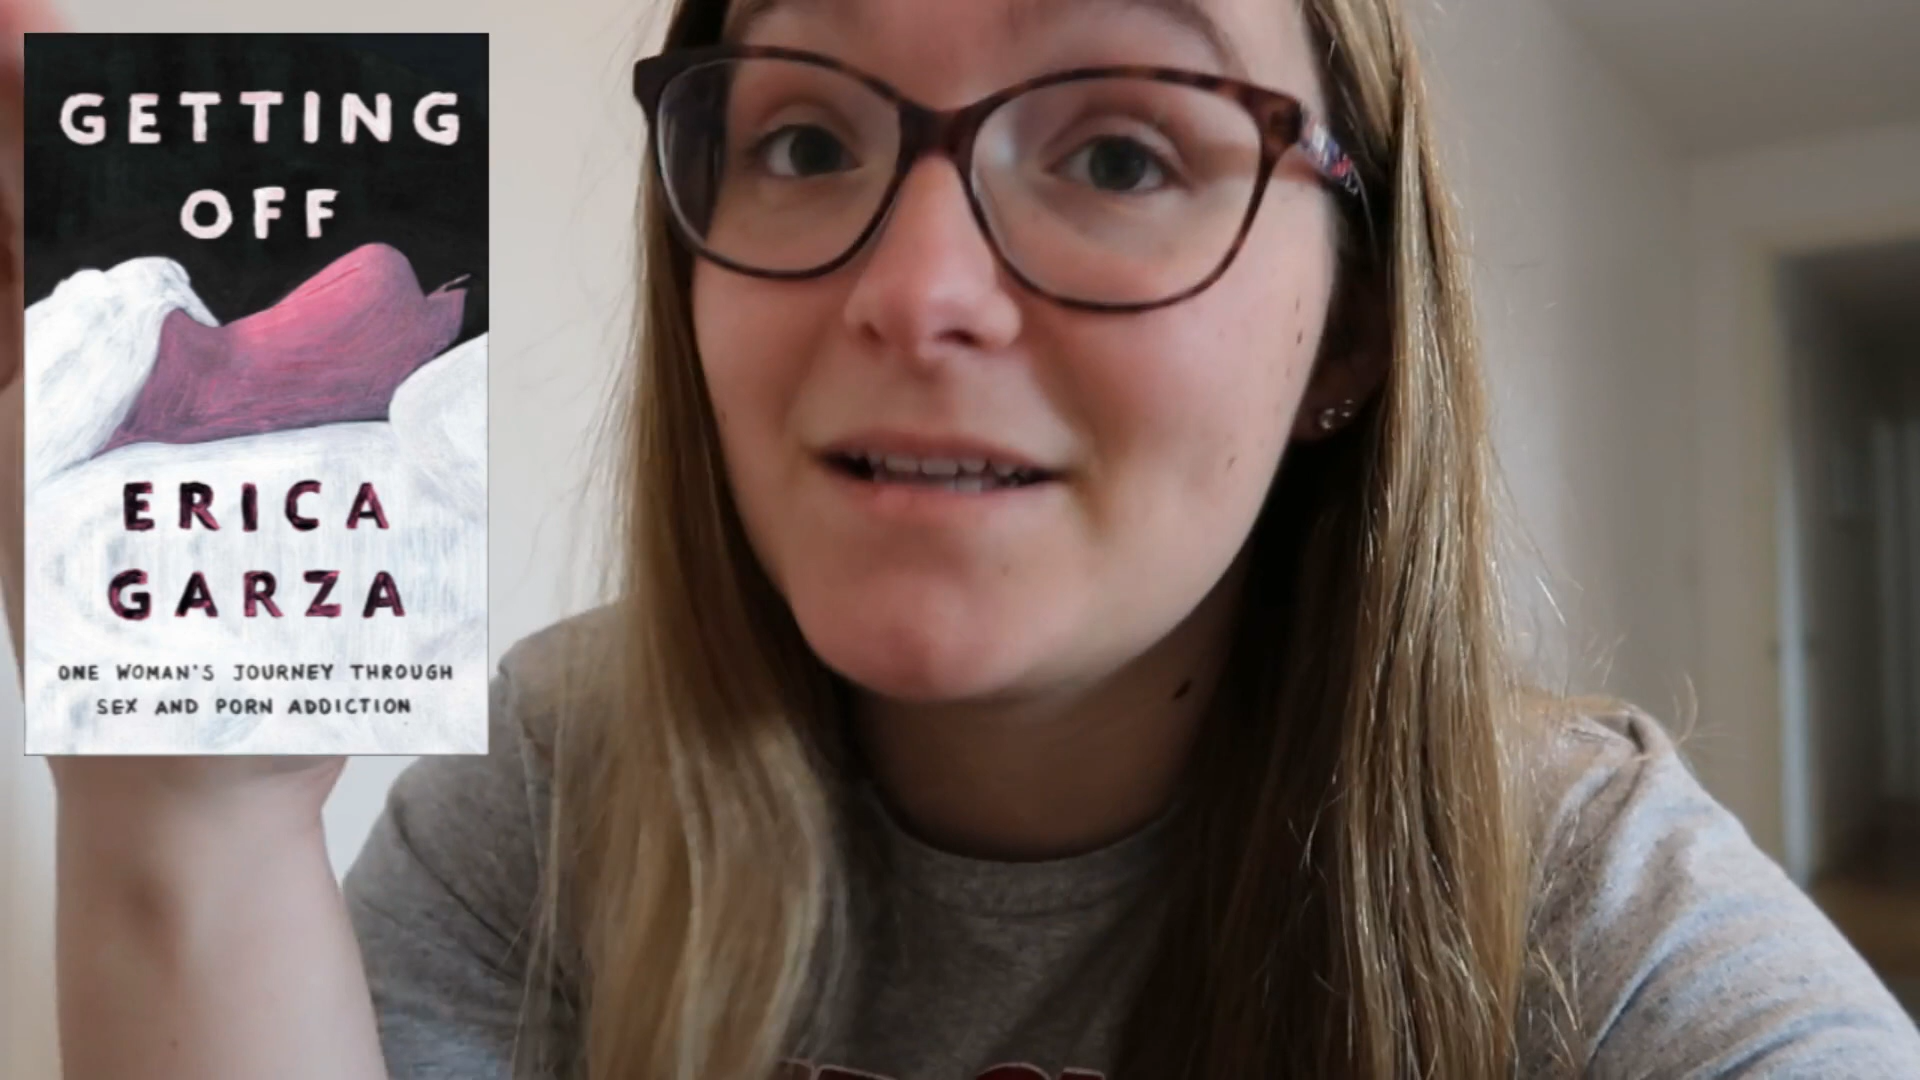 GETTING
OFF
ERICA
GARZA
ONE WOMAN'S JOURNEY THROUGH
SEX AND PORN ADDICTION